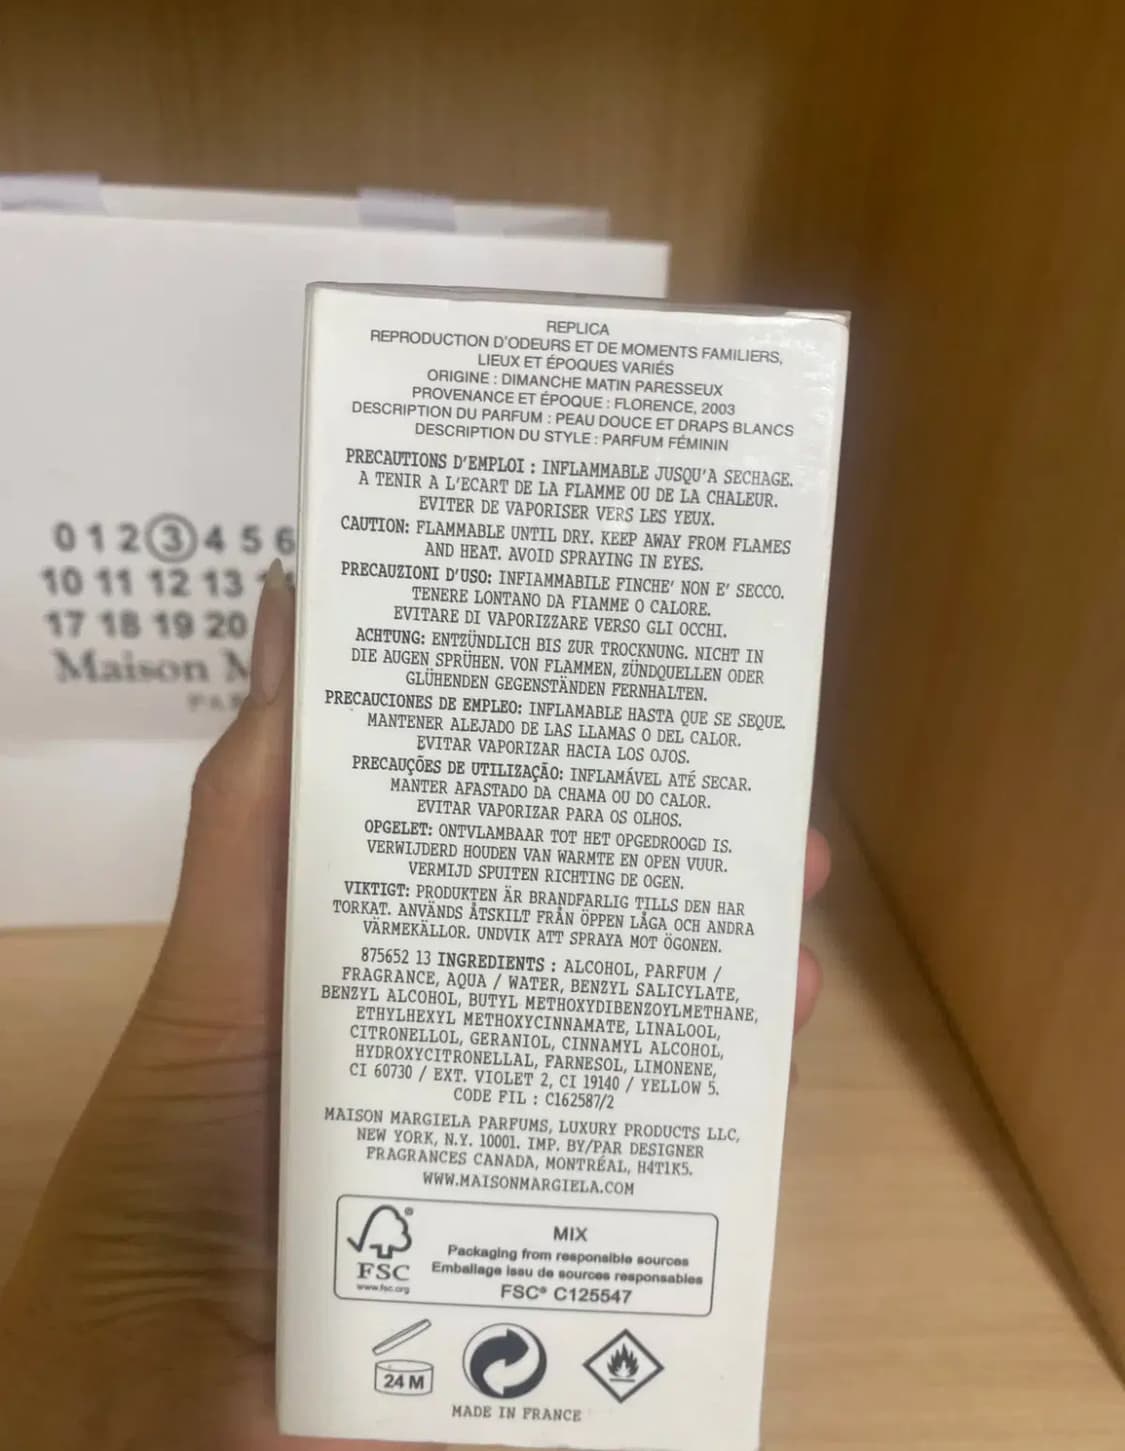 REPLICA
REPRODUCTION D'ODEURS ET DE MOMENTS FAMILIERS,
LIEUX ET ÉPOQUES VARIÉS
ORIGINE : DIMANCHE MATIN PARESSEUX
PROVENANCE ET ÉPOQUE : FLORENCE, 2003
DESCRIPTION DU PARFUM : PEAU DOUCE ET DRAPS BLANCS
DESCRIPTION DU STYLE : PARFUM FÉMININ
PRECAUTIONS D'EMPLOI : INFLAMMABLE JUSQU'A SECHAGE.
A TENIR A L'ECART DE LA FLAMME OU DE LA CHALEUR.
EVITER DE VAPORISER VERS LES YEUX.
CAUTION: FLAMMABLE UNTIL DRY. KEEP AWAY FROM FLAMES
AND HEAT. AVOID SPRAYING IN EYES.
PRECAUZIONI D'USO: INFIAMMABILE FINCHE' NON E' SECCO.
TENERE LONTANO DA FIAMME O CALORE.
EVITARE DI VAPORIZZARE VERSO GLI OCCHI.
ACHTUNG: ENTZÜNDLICH BIS ZUR TROCKNUNG. NICHT IN
DIE AUGEN SPRÜHEN. VON FLAMMEN, ZÜNDQUELLEN ODER
GLÜHENDEN GEGENSTÄNDEN FERNHALTEN.
PRECAUCIONES DE EMPLEO: INFLAMABLE HASTA QUE SE SEQUE.
MANTENER ALEJADO DE LAS LLAMAS O DEL CALOR.
EVITAR VAPORIZAR HACIA LOS OJOS.
PRECAUÇÕES DE UTILIZAÇÃO: INFLAMÁVEL ATÉ SECAR.
MANTER AFASTADO DA CHAMA OU DO CALOR.
EVITAR VAPORIZAR PARA OS OLHOS.
OPGELET: ONTVLAMBAAR TOT HET OPGEDROOGD IS.
VERWIJDERD HOUDEN VAN WARMTE EN OPEN VUUR.
VERMIJD SPUITEN RICHTING DE OGEN.
VIKTIGT: PRODUKTEN ÄR BRANDFARLIG TILLS DEN HAR
TORKAT. ANVÄNDS ÅTSKILT FRÅN ÖPPEN LÅGA OCH ANDRA
VÄRMEKÄLLOR. UNDVIK ATT SPRAYA MOT ÖGONEN.
875652 13 INGREDIENTS : ALCOHOL, PARFUM /
FRAGRANCE, AQUA / WATER, BENZYL SALICYLATE,
BENZYL ALCOHOL, BUTYL METHOXYDIBENZOYLMETHANE,
ETHYLHEXYL METHOXYCINNAMATE, LINALOOL,
CITRONELLOL, GERANIOL, CINNAMYL ALCOHOL,
HYDROXYCITRONELLAL, FARNESOL, LIMONENE,
CI 60730 / EXT. VIOLET 2, CI 19140 / YELLOW 5.
CODE FIL : C162587/2
MAISON MARGIELA PARFUMS, LUXURY PRODUCTS LLC,
NEW YORK, N.Y. 10001. IMP. BY/PAR DESIGNER
FRAGRANCES CANADA, MONTRÉAL, H4T1K5.
WWW.MAISONMARGIELA.COM
FSC
www.fsc.org
MIX
Packaging from responsible sources
Emballage issu de sources responsables
FSC® C125547
24 M
MADE IN FRANCE
0 1 2 3 4 5 6
10 11 12 13
17 18 19 20
Maison